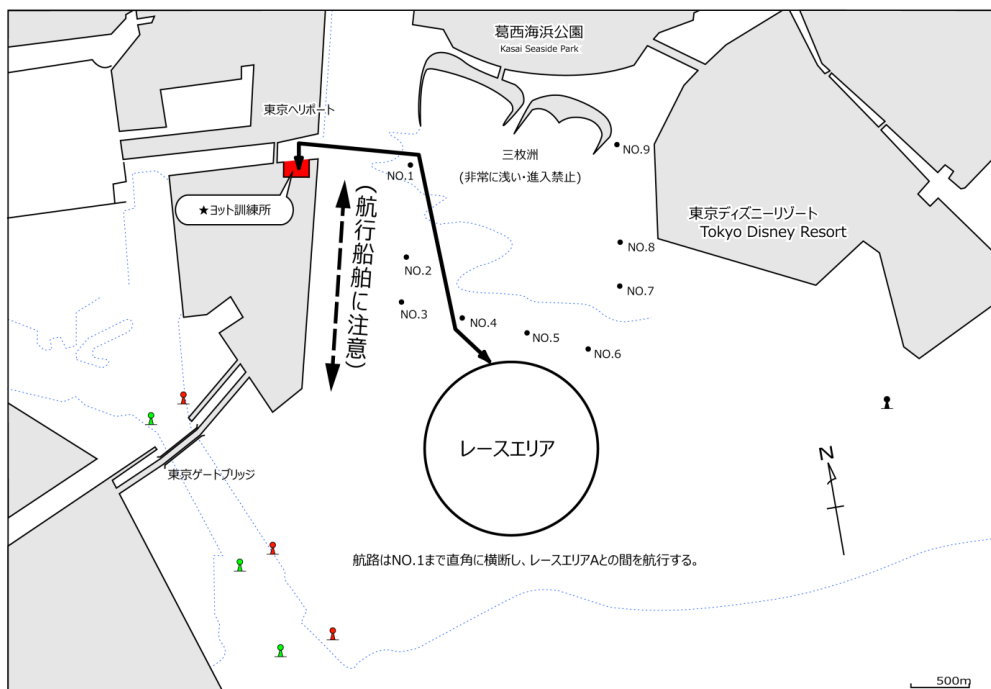 葛西海浜公園
Kasai Seaside Park
東京ヘリポート
NO.9
三枚洲
(非常に浅い・進入禁止)
NO.1
★ヨット訓練所
(航行船舶に注意)
東京ディズニーリゾート
Tokyo Disney Resort
NO.8
NO.2
NO.7
NO.3
NO.4
NO.5
NO.6
レースエリア
N
東京ゲートブリッジ
航路はNO.1まで直角に横断し、レースエリアAとの間を航行する。
500m